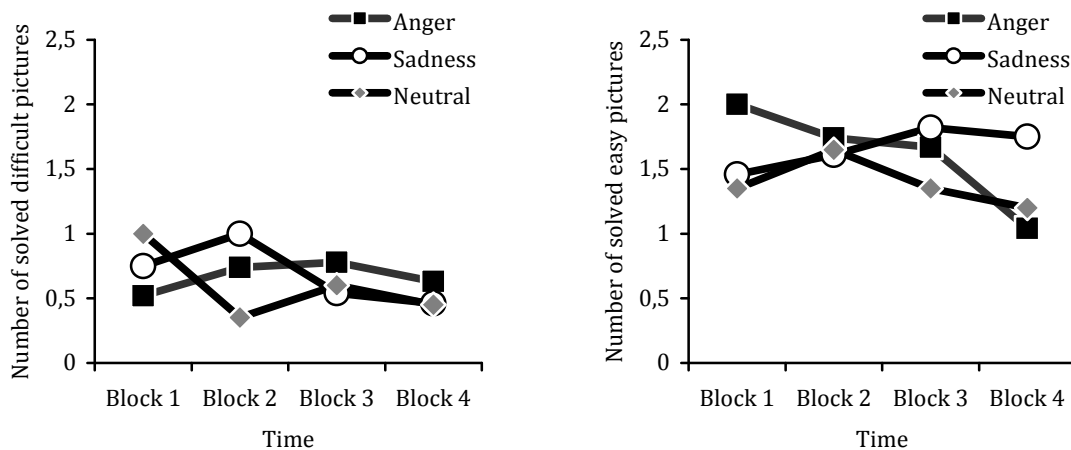 Number of solved difficult pictures
2,5
2
1,5
1
0,5
0
Anger
Sadness
Neutral
Block 1 Block 2 Block 3 Block 4
Time
Number of solved easy pictures
2,5
2
1,5
1
0,5
0
Anger
Sadness
Neutral
Block 1 Block 2 Block 3 Block 4
Time